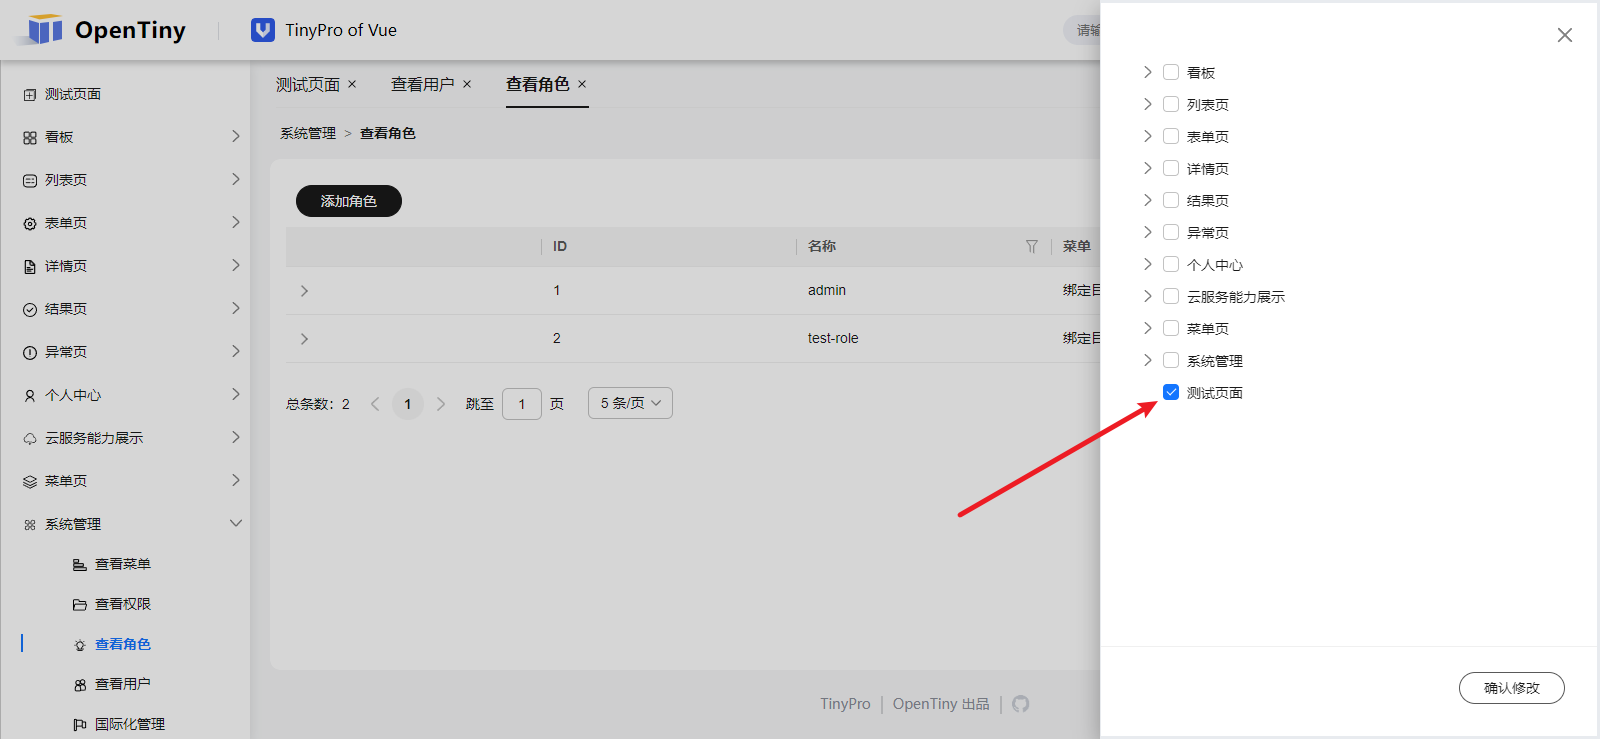 OpenTiny
TinyPro of Vue
测试页面
看板
列表页
表单页
详情页
结果页
异常页
个人中心
云服务能力展示
菜单页
系统管理
查看菜单
查看权限
查看角色
查看用户
国际化管理
测试页面 × 查看用户 × 查看角色 ×
系统管理 > 查看角色
添加角色
ID 名称 菜单
1 admin 绑定
2 test-role 绑定
总条数：2 1 跳至 1 页 5 条/页
TinyPro | OpenTiny 出品 |
看板
列表页
表单页
详情页
结果页
异常页
个人中心
云服务能力展示
菜单页
系统管理
测试页面
确认修改